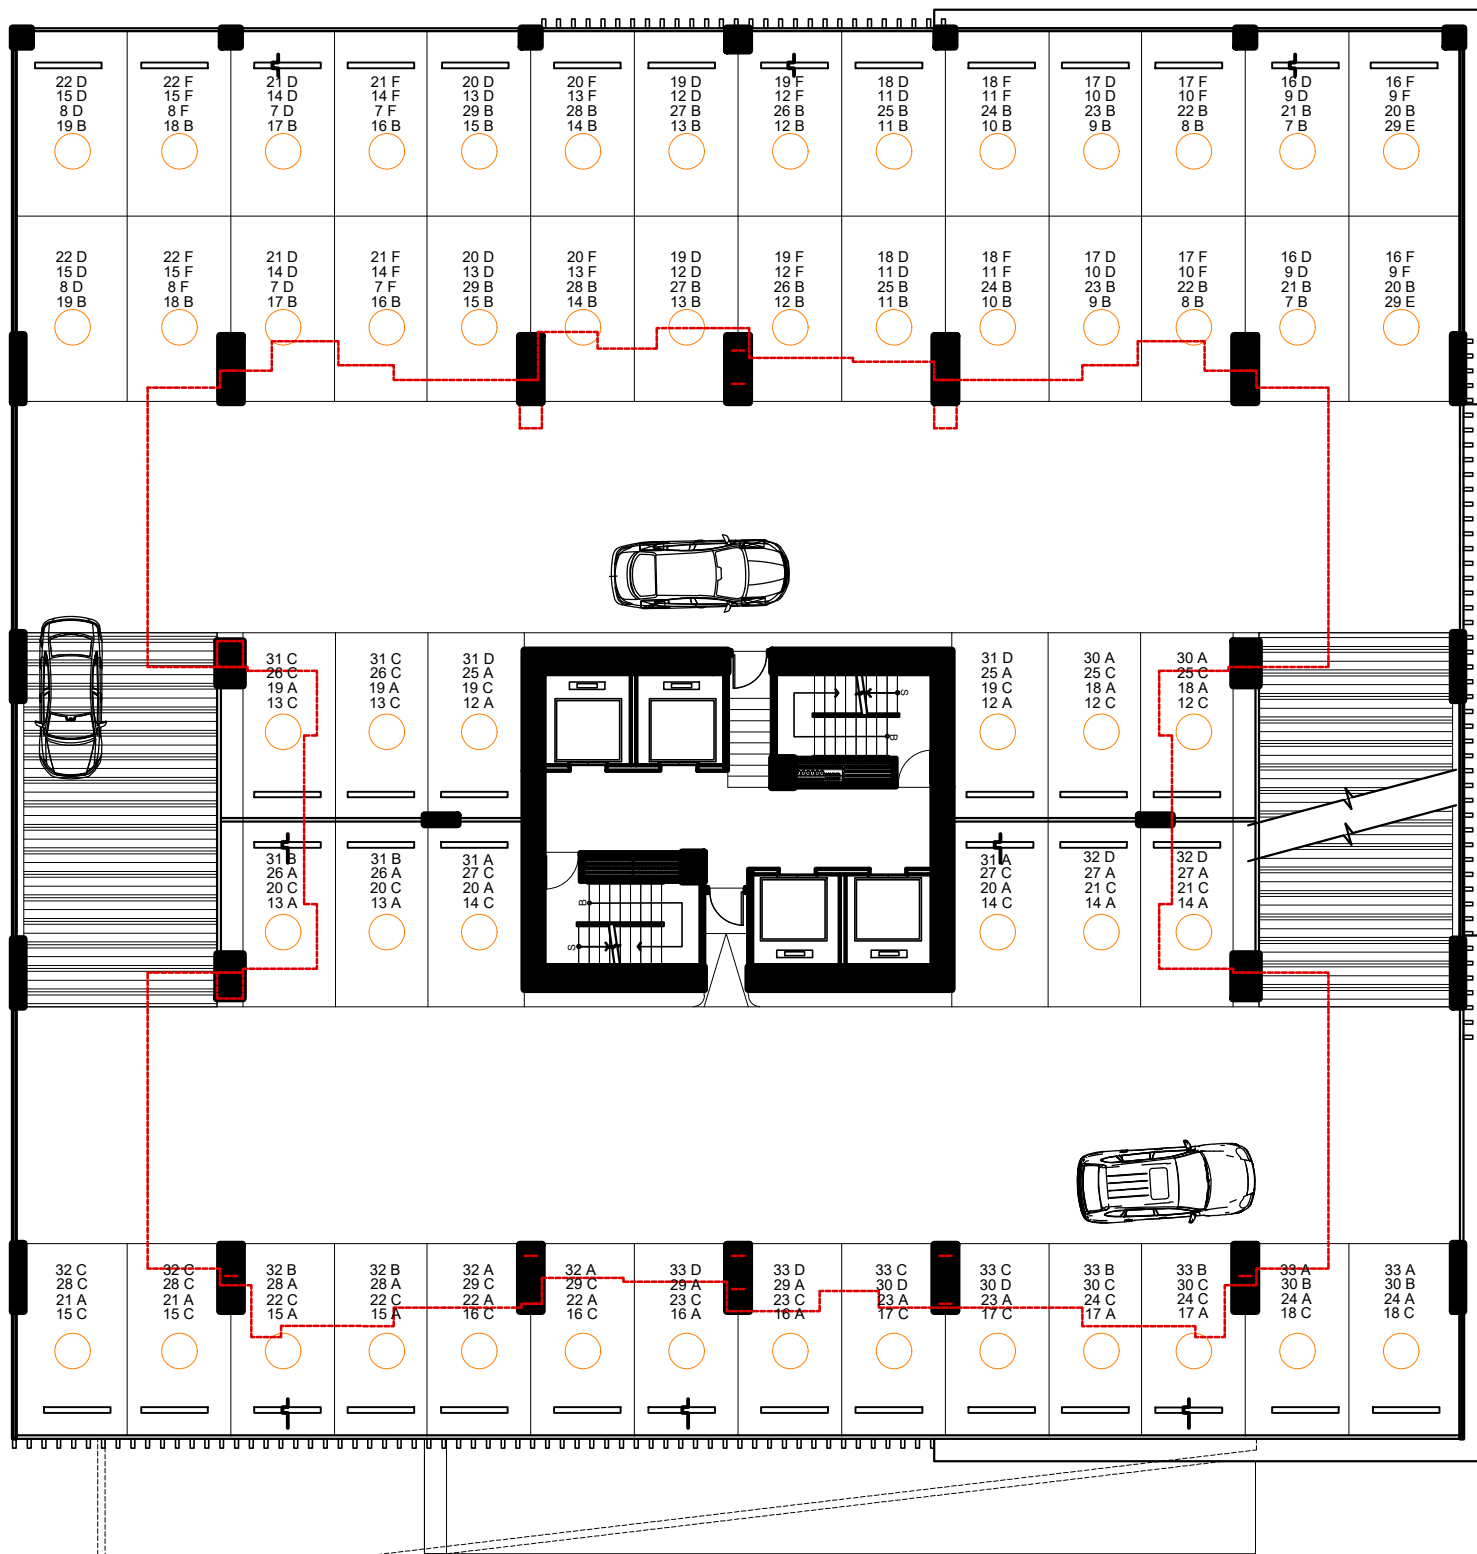 22 D
15 D
8 D
19 B
22 F
15 F
8 F
18 B
21 D
14 D
7 D
17 B
21 F
14 F
7 F
16 B
20 D
13 D
29 B
15 B
20 F
13 F
28 B
14 B
19 D
12 D
27 B
13 B
19 F
12 F
26 B
12 B
18 D
11 D
25 B
11 B
18 F
11 F
24 B
10 B
17 D
10 D
23 B
9 B
17 F
10 F
22 B
8 B
16 D
9 D
21 B
7 B
16 F
9 F
20 B
29 E
22 D
15 D
8 D
19 B
22 F
15 F
8 F
18 B
21 D
14 D
7 D
17 B
21 F
14 F
7 F
16 B
20 D
13 D
29 B
15 B
20 F
13 F
28 B
14 B
19 D
12 D
27 B
13 B
19 F
12 F
26 B
12 B
18 D
11 D
25 B
11 B
18 F
11 F
24 B
10 B
17 D
10 D
23 B
9 B
17 F
10 F
22 B
8 B
16 D
9 D
21 B
7 B
16 F
9 F
20 B
29 E
31 C
26 C
19 A
13 C
31 C
26 C
19 A
13 C
31 D
25 A
19 C
12 A
S
B
31 D
25 A
19 C
12 A
30 A
25 C
18 A
12 C
30 A
25 C
18 A
12 C
31 B
26 A
20 C
13 A
31 B
26 A
20 C
13 A
31 A
27 C
20 A
14 C
B
S
31 A
27 C
20 A
14 C
32 D
27 A
21 C
14 A
32 D
27 A
21 C
14 A
32 C
28 C
21 A
15 C
32 C
28 C
21 A
15 C
32 B
28 A
22 C
15 A
32 B
28 A
22 C
15 A
32 A
29 C
22 A
16 C
32 A
29 C
22 A
16 C
33 D
29 A
23 C
16 A
33 D
29 A
23 C
16 A
33 C
30 D
23 A
17 C
33 C
30 D
23 A
17 C
33 B
30 C
24 C
17 A
33 B
30 C
24 C
17 A
33 A
30 B
24 A
18 C
33 A
30 B
24 A
18 C